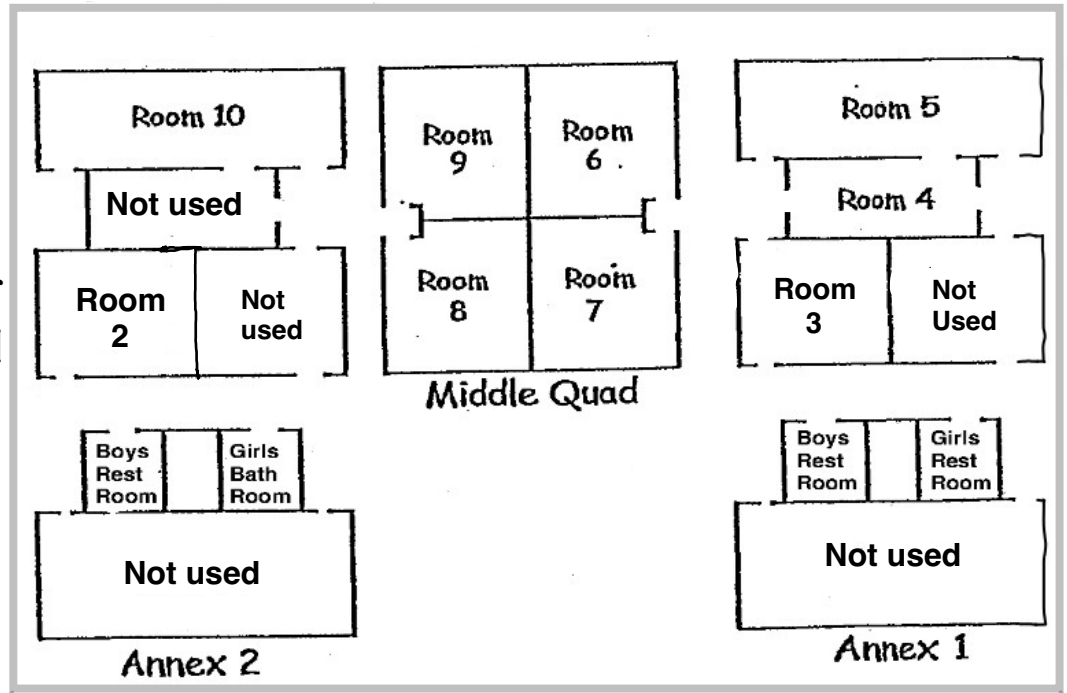 Room 10
Not used
Room
2
Not
used
Boys
Rest
Room
Girls
Bath
Room
Not used
Annex 2
Room
9
Room
6
Room
8
Room
7
Middle Quad
Room 5
Room 4
Room
3
Not
Used
Boys
Rest
Room
Girls
Rest
Room
Not used
Annex 1